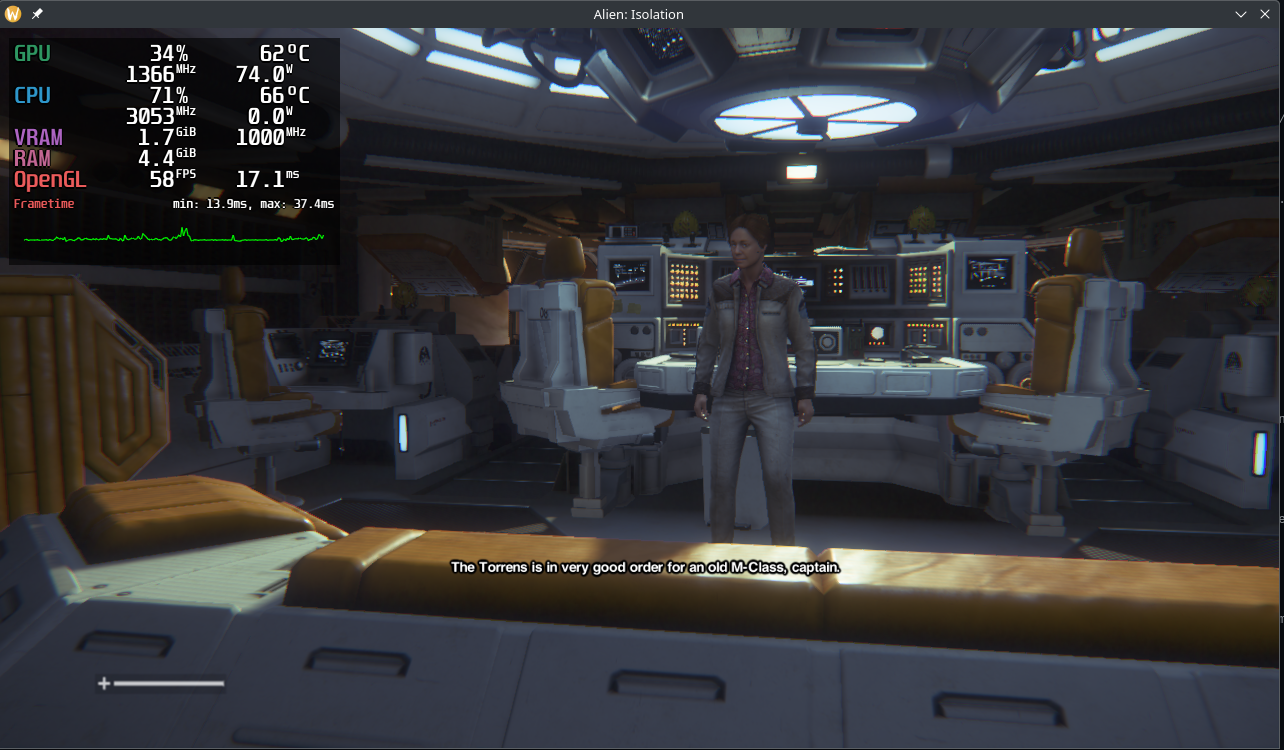 Alien: Isolation
GPU 34% 62°C
1366MHz 74.0W
CPU 71% 66°C
3053MHz 0.0W
VRAM 1.7GiB 1000MHz
RAM 4.4GiB
OpenGL 58FPS 17.1ms
Frametime min: 13.9ms, max: 37.4ms
The Torrens is in very good order for an old M-Class, captain.